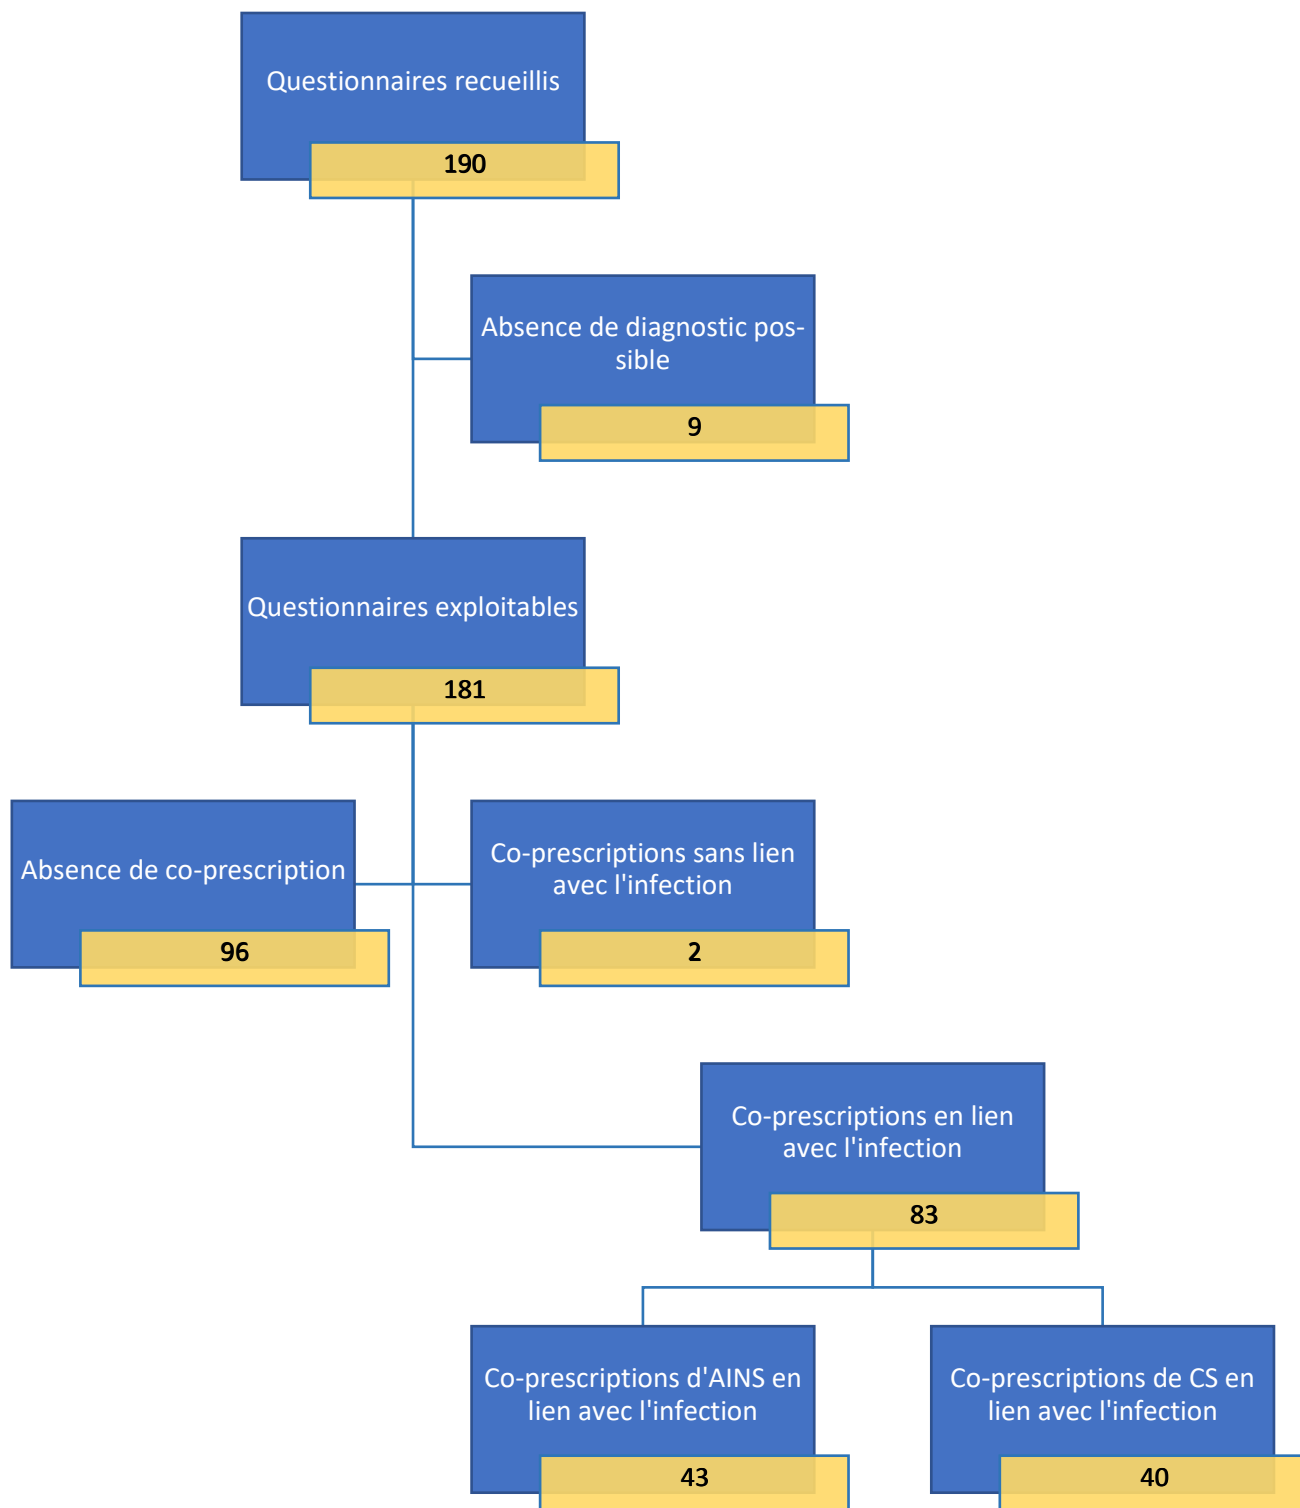 Questionnaires recueillis
190
Absence de diagnostic pos-
sible
9
Questionnaires exploitables
181
Absence de co-prescription
96
Co-prescriptions sans lien
avec l'infection
2
Co-prescriptions en lien
avec l'infection
83
Co-prescriptions d'AINS en
lien avec l'infection
43
Co-prescriptions de CS en
lien avec l'infection
40